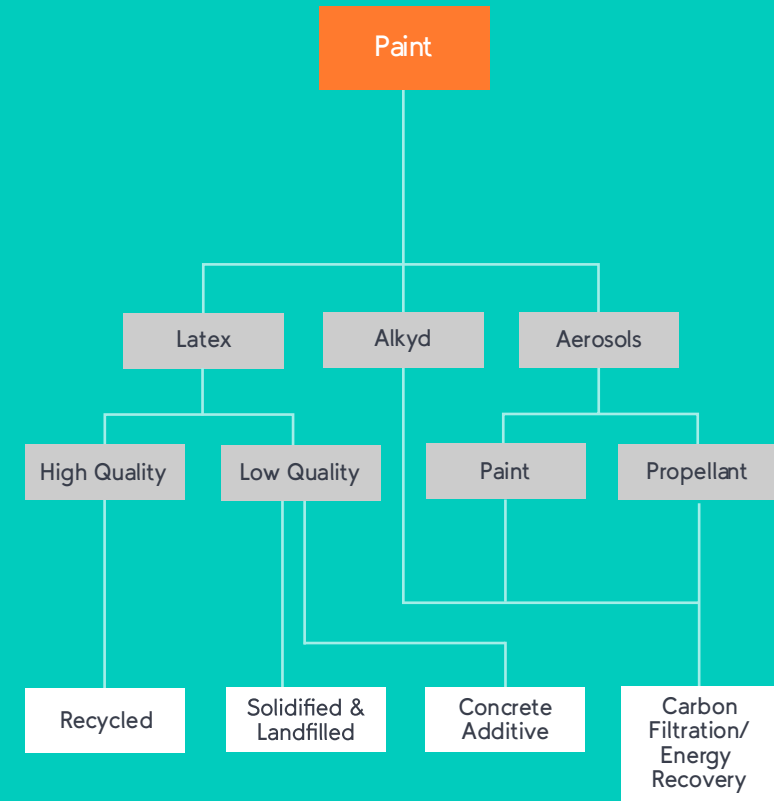 Paint
Latex
Alkyd
Aerosols
High Quality
Low Quality
Paint
Propellant
Recycled
Solidified &
Landfilled
Concrete
Additive
Carbon
Filtration/
Energy
Recovery